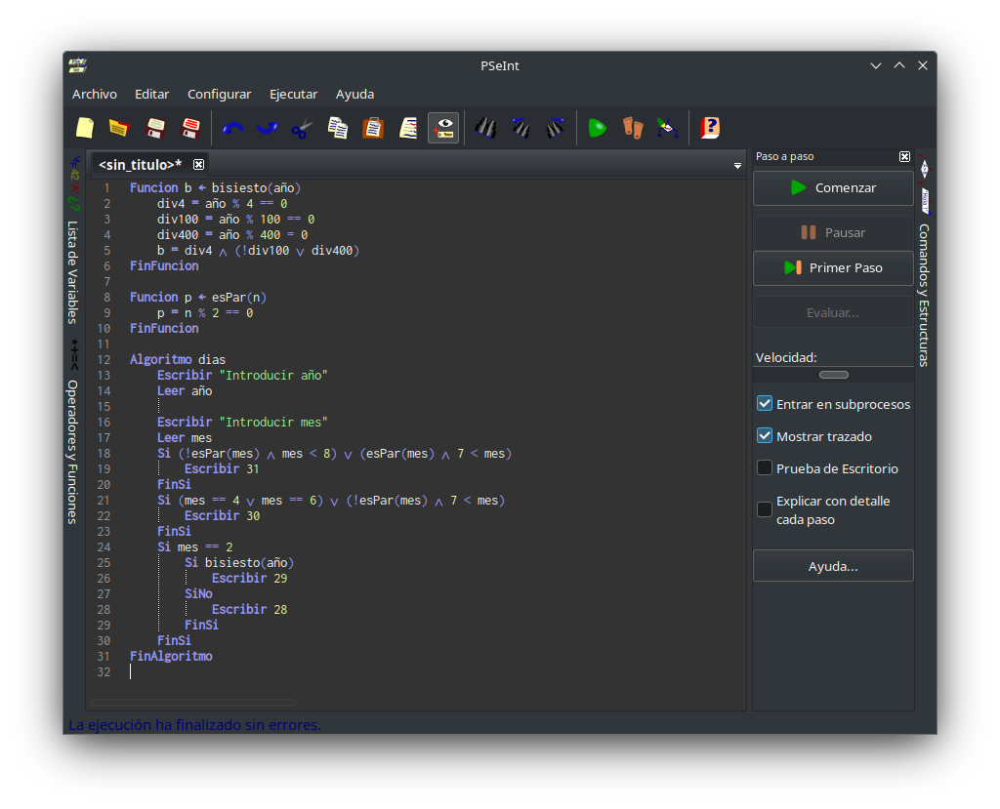 PSeInt
Archivo Editar Configurar Ejecutar Ayuda
Lista de Variables
Operadores y Funciones
<sin_titulo>*
1 Funcion b ← bisiesto(año)
2 div4 = año % 4 == 0
3 div100 = año % 100 == 0
4 div400 = año % 400 = 0
5 b = div4 ∧ (!div100 ∨ div400)
6 FinFuncion
7
8 Funcion p ← esPar(n)
9 p = n % 2 == 0
10 FinFuncion
11
12 Algoritmo dias
13 Escribir "Introducir año"
14 Leer año
15
16 Escribir "Introducir mes"
17 Leer mes
18 Si (!esPar(mes) ∧ mes < 8) ∨ (esPar(mes) ∧ 7 < mes)
19 Escribir 31
20 FinSi
21 Si (mes == 4 ∨ mes == 6) ∨ (!esPar(mes) ∧ 7 < mes)
22 Escribir 30
23 FinSi
24 Si mes == 2
25 Si bisiesto(año)
26 Escribir 29
27 SiNo
28 Escribir 28
29 FinSi
30 FinSi
31 FinAlgoritmo
32
Paso a paso
Comenzar
Pausar
Primer Paso
Evaluar...
Velocidad:
Entrar en subprocesos
Mostrar trazado
Prueba de Escritorio
Explicar con detalle
cada paso
Ayuda...
Comandos y Estructuras
La ejecución ha finalizado sin errores.